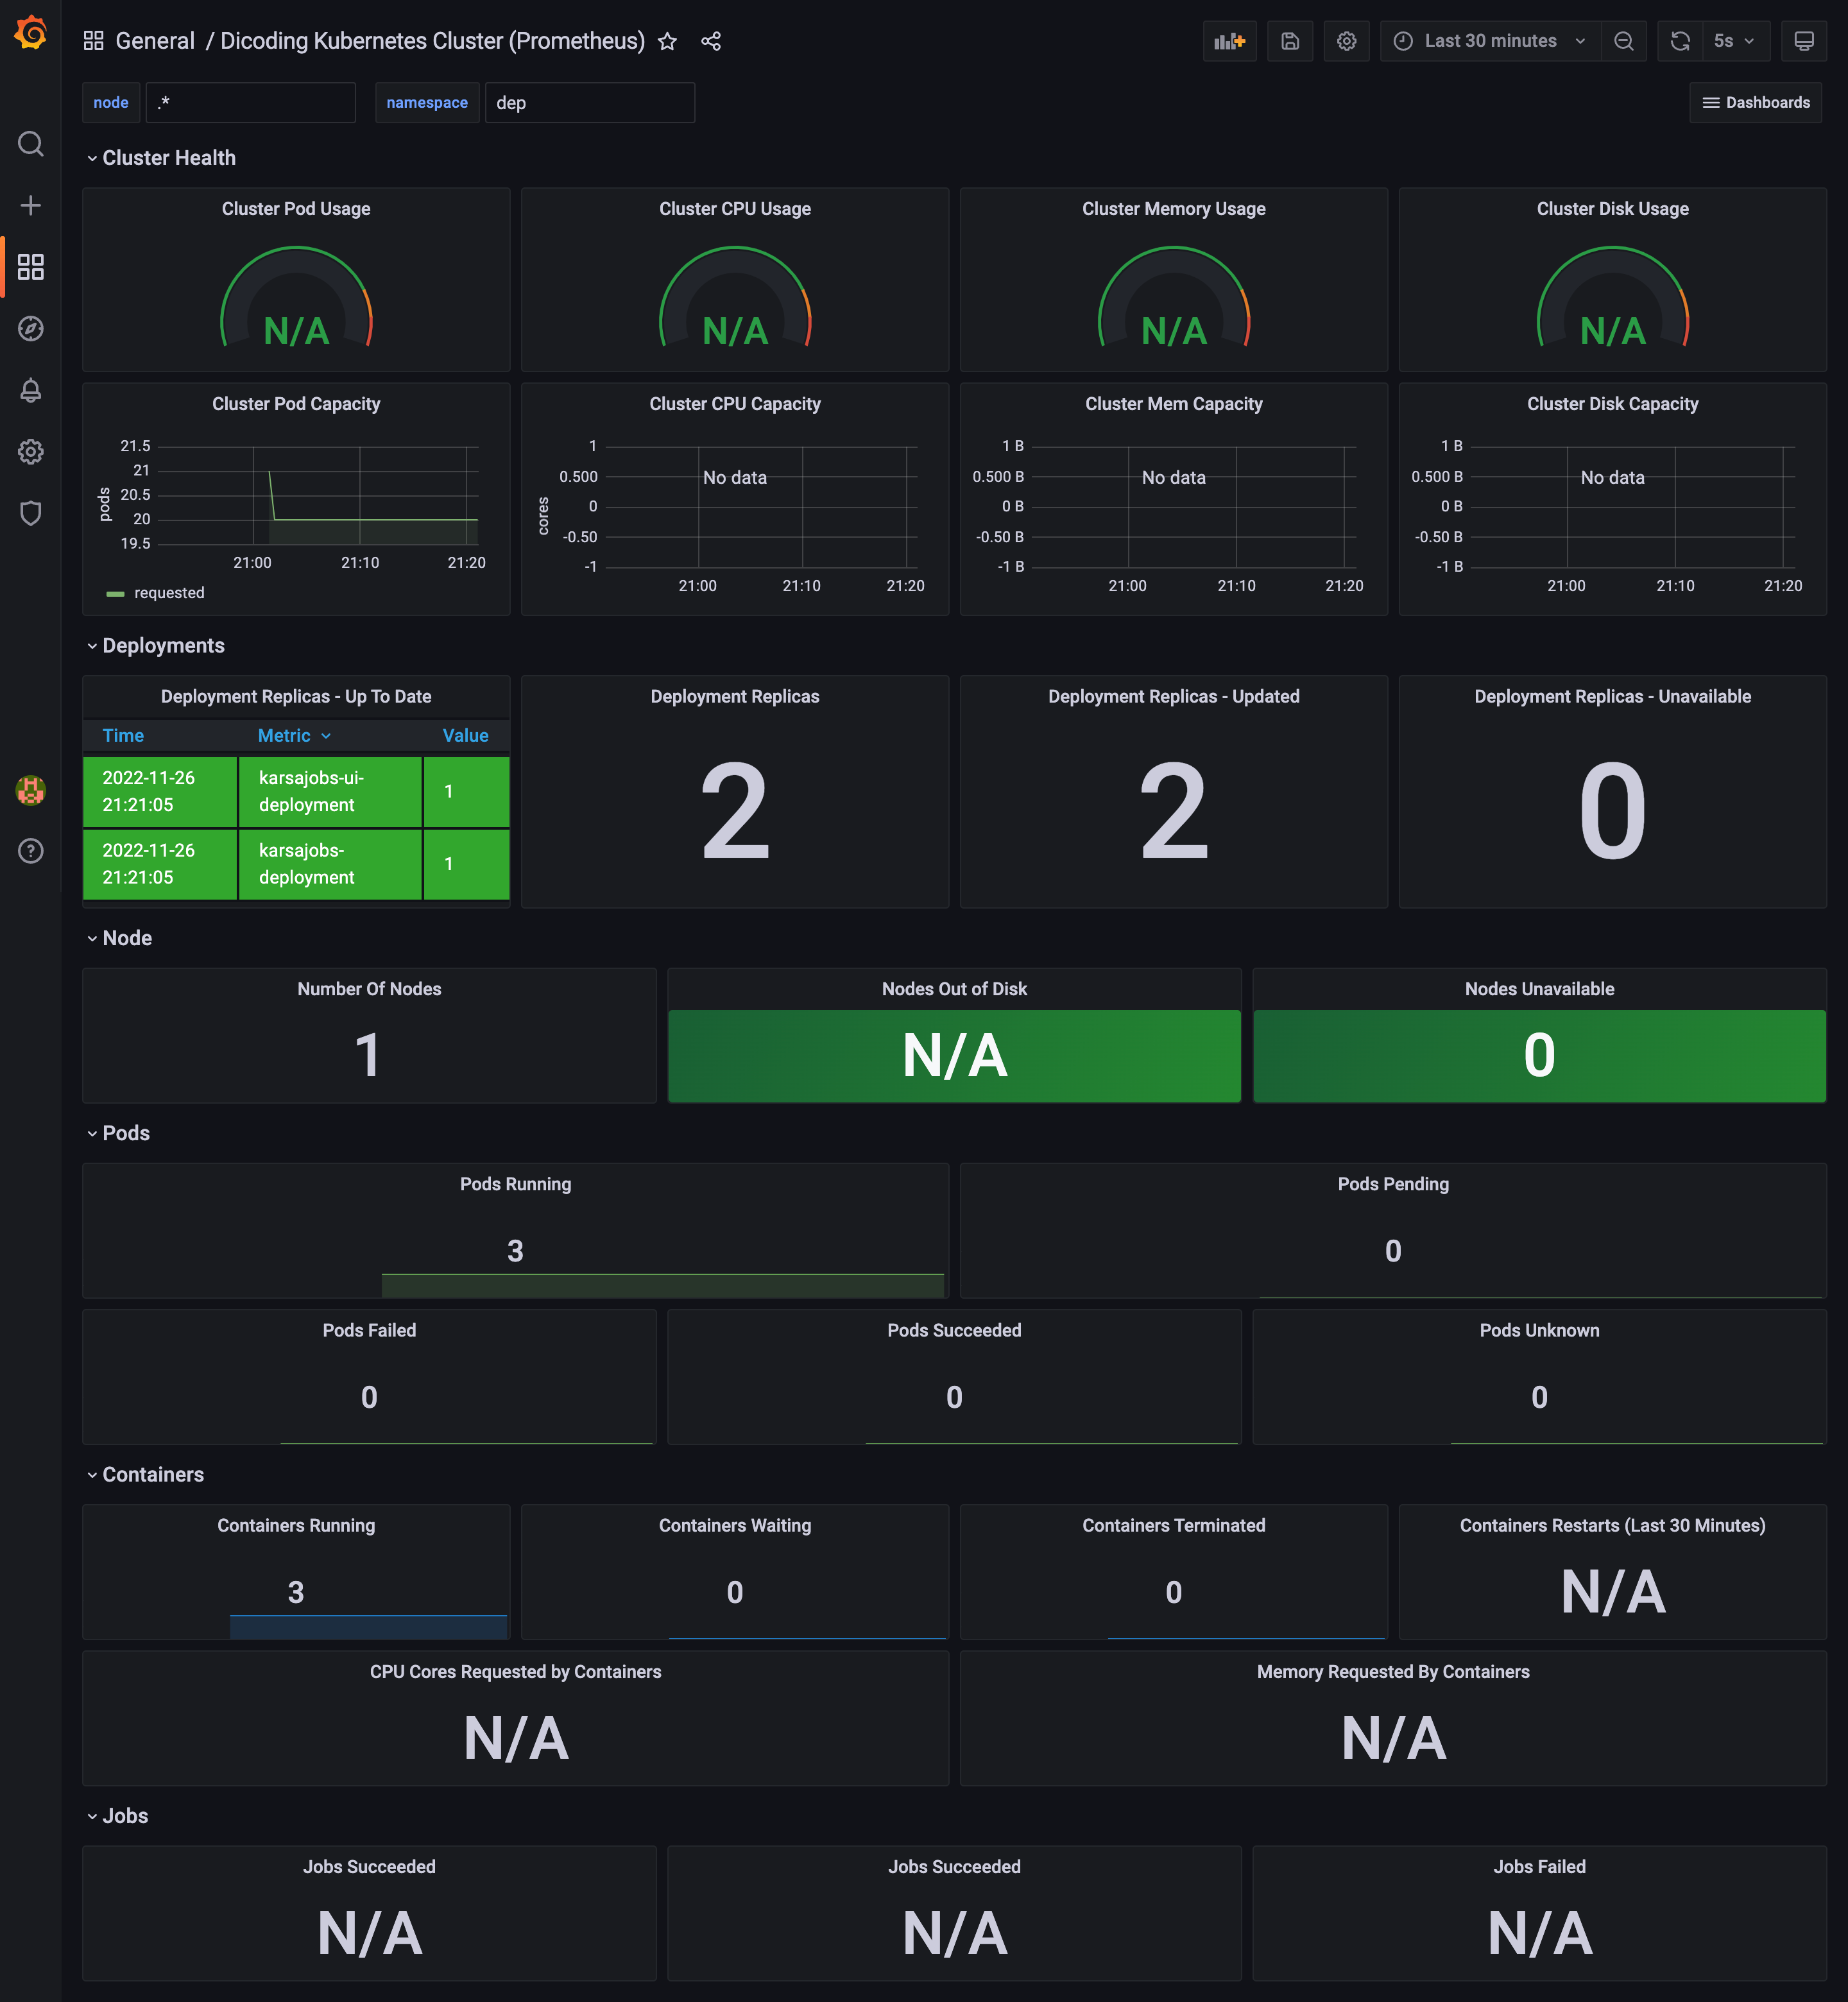 General / Dicoding Kubernetes Cluster (Prometheus)
Last 30 minutes
5s
node
.*
namespace
dep
Dashboards
Cluster Health
Cluster Pod Usage
N/A
Cluster CPU Usage
N/A
Cluster Memory Usage
N/A
Cluster Disk Usage
N/A
Cluster Pod Capacity
pods
21.5
21
20.5
20
19.5
21:00 21:10 21:20
requested
Cluster CPU Capacity
cores
1
0.500
0
-0.50
-1
No data
21:00 21:10 21:20
Cluster Mem Capacity
1 B
0.500 B
0 B
-0.50 B
-1 B
No data
21:00 21:10 21:20
Cluster Disk Capacity
1 B
0.500 B
0 B
-0.50 B
-1 B
No data
21:00 21:10 21:20
Deployments
Deployment Replicas - Up To Date
Time Metric Value
2022-11-26
21:21:05
karsajobs-ui-
deployment
1
2022-11-26
21:21:05
karsajobs-
deployment
1
Deployment Replicas
2
Deployment Replicas - Updated
2
Deployment Replicas - Unavailable
0
Node
Number Of Nodes
1
Nodes Out of Disk
N/A
Nodes Unavailable
0
Pods
Pods Running
3
Pods Pending
0
Pods Failed
0
Pods Succeeded
0
Pods Unknown
0
Containers
Containers Running
3
Containers Waiting
0
Containers Terminated
0
Containers Restarts (Last 30 Minutes)
N/A
CPU Cores Requested by Containers
N/A
Memory Requested By Containers
N/A
Jobs
Jobs Succeeded
N/A
Jobs Succeeded
N/A
Jobs Failed
N/A